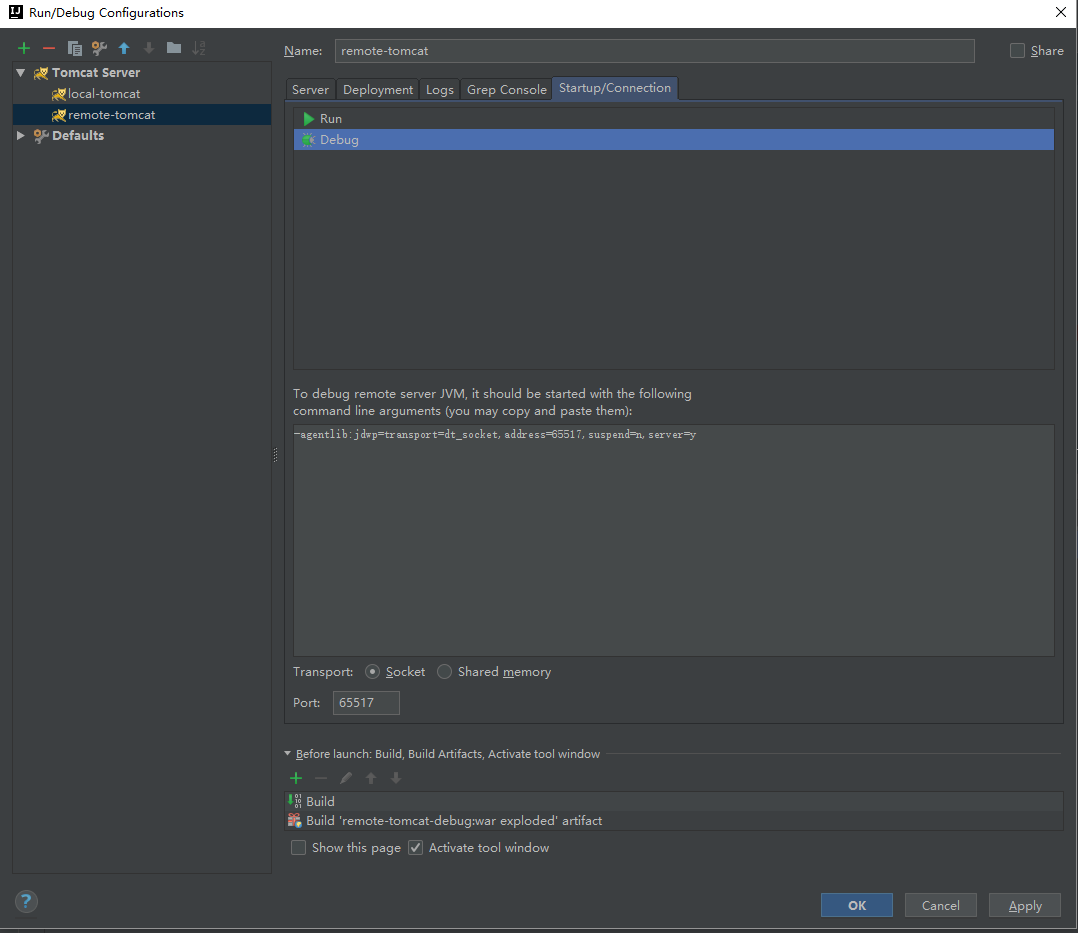 Run/Debug Configurations
Name: remote-tomcat Share
Tomcat Server
local-tomcat
remote-tomcat
Defaults
Server Deployment Logs Grep Console Startup/Connection
Run
Debug
To debug remote server JVM, it should be started with the following
command line arguments (you may copy and paste them):
-agentlib:jdwp=transport=dt_socket,address=65517,suspend=n,server=y
Transport: Socket Shared memory
Port: 65517
Before launch: Build, Build Artifacts, Activate tool window
Build
Build 'remote-tomcat-debug:war exploded' artifact
Show this page Activate tool window
? OK Cancel Apply